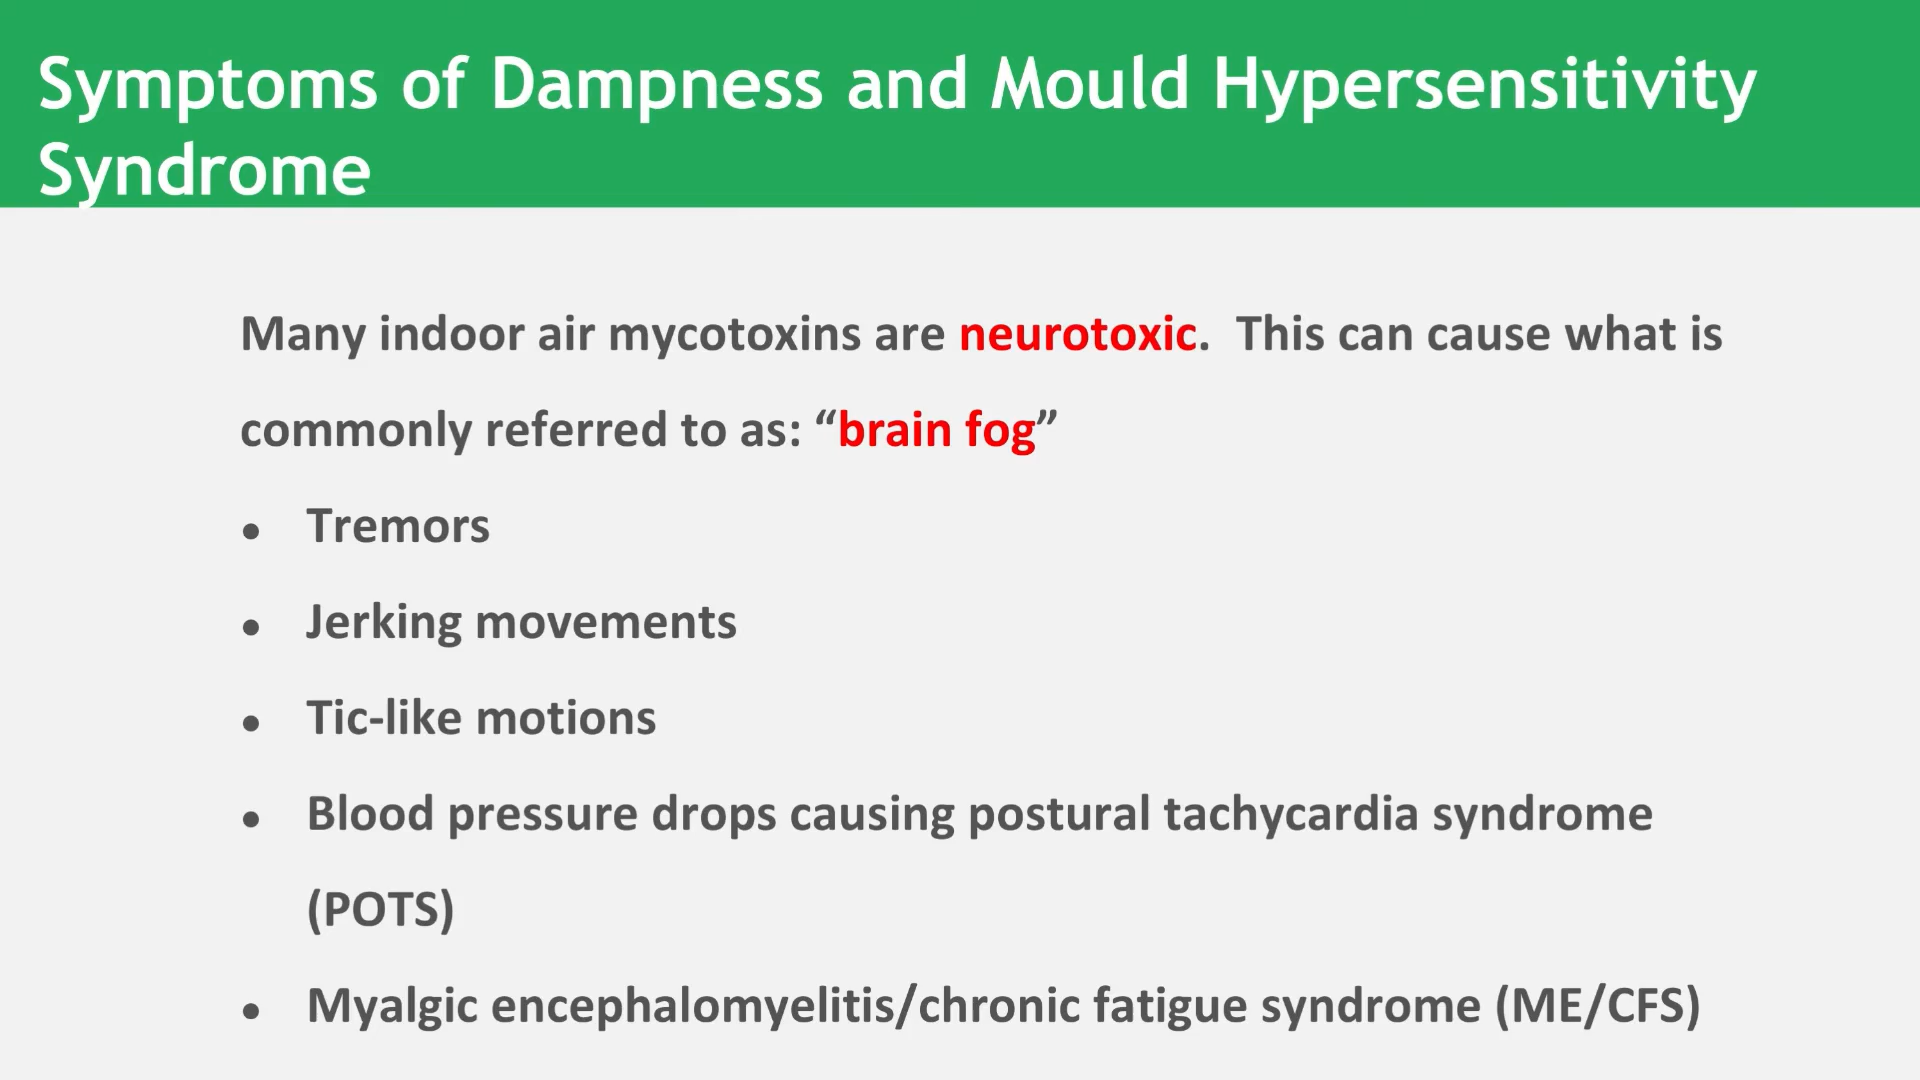 Symptoms of Dampness and Mould Hypersensitivity
Syndrome
Many indoor air mycotoxins are neurotoxic.  This can cause what is
commonly referred to as: “brain fog”
● Tremors
● Jerking movements
● Tic-like motions
● Blood pressure drops causing postural tachycardia syndrome
(POTS)
● Myalgic encephalomyelitis/chronic fatigue syndrome (ME/CFS)